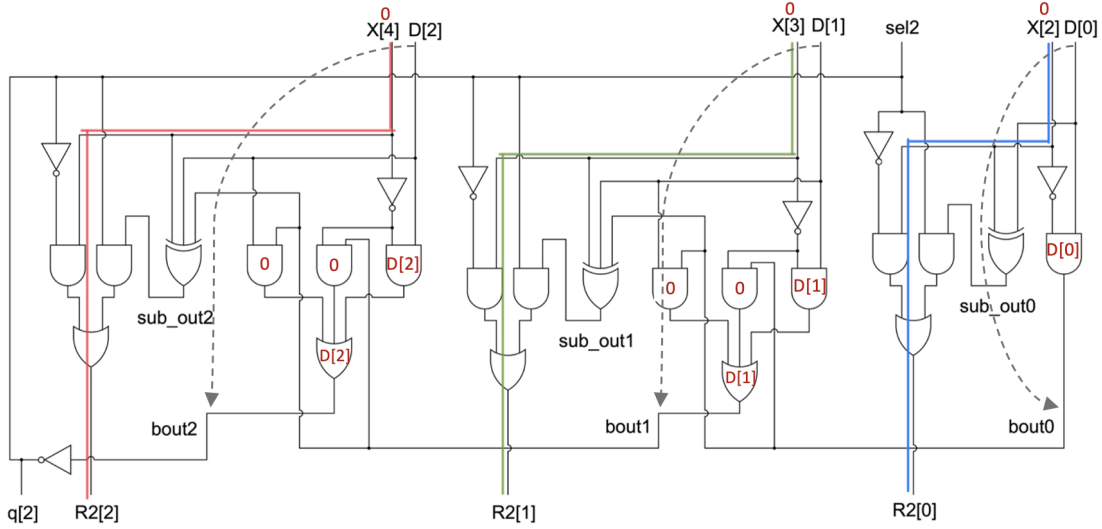 0 0 0
X[4] D[2] X[3] D[1] sel2 X[2] D[0]
0 0 D[2] D[0]
0 0 D[1]
sub_out2 sub_out1 sub_out0
D[2] D[1]
bout2 bout1 bout0
q[2] R2[2] R2[1] R2[0]